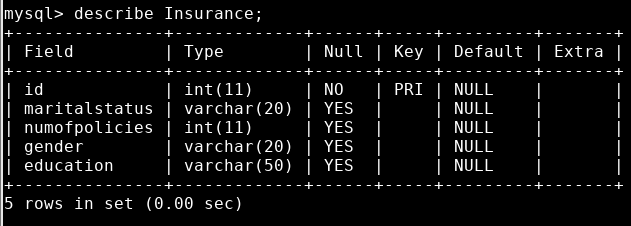 mysql> describe Insurance;
+---------------+-------------+------+-----+---------+-------+
| Field         | Type        | Null | Key | Default | Extra |
+---------------+-------------+------+-----+---------+-------+
| id            | int(11)     | NO   | PRI | NULL    |       |
| maritalstatus | varchar(20) | YES  |     | NULL    |       |
| numofpolicies | int(11)     | YES  |     | NULL    |       |
| gender        | varchar(20) | YES  |     | NULL    |       |
| education     | varchar(50) | YES  |     | NULL    |       |
+---------------+-------------+------+-----+---------+-------+
5 rows in set (0.00 sec)